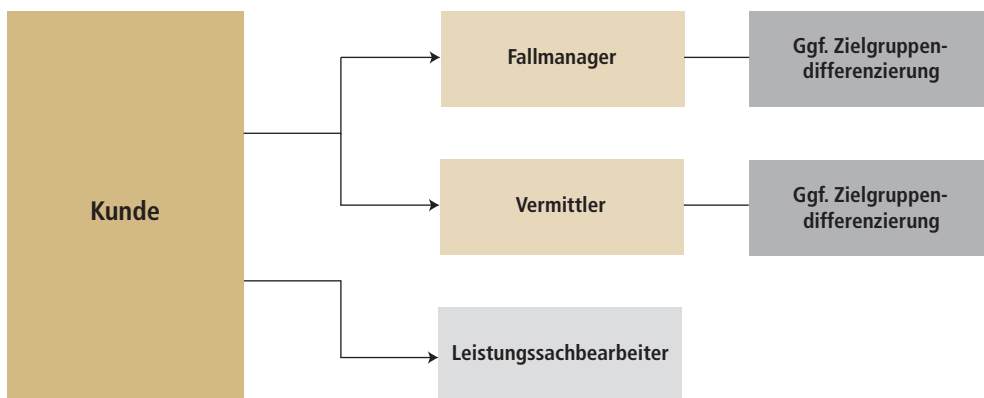 Kunde
Fallmanager
Ggf. Zielgruppen-
differenzierung
Vermittler
Ggf. Zielgruppen-
differenzierung
Leistungssachbearbeiter